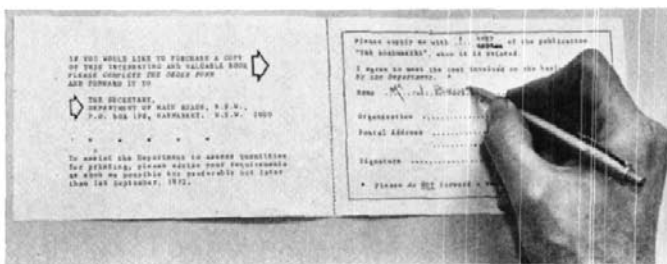 IF YOU WOULD LIKE TO PURCHASE A COPY
OF THIS INTERESTING AND VALUABLE BOOK
PLEASE COMPLETE THE ORDER FORM
AND FORWARD IT TO
THE SECRETARY,
DEPARTMENT OF MAIN ROADS, N.S.W.,
P.O. BOX 198, HAYMARKET. N.S.W. 2000
To assist the Department to assess quantities
for printing, please advise your requirements
as soon as possible but preferably not later
than 1st September, 1972.
Please supply me with 1 copy of the publication
"THE ROADMAKERS", when it is printed.
I agree to meet the cost involved on the
by the Department. *
Name Mr. J.
Organisation
Postal Address
Signature
* Please do NOT forward